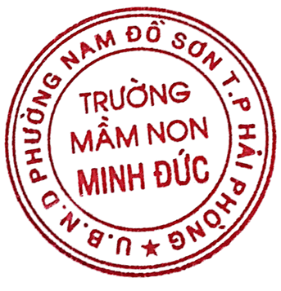 U.B.N.D PHƯỜNG NAM ĐỒ SƠN T.P HẢI PHÒNG
TRƯỜNG
MẦM NON
MINH ĐỨC
★